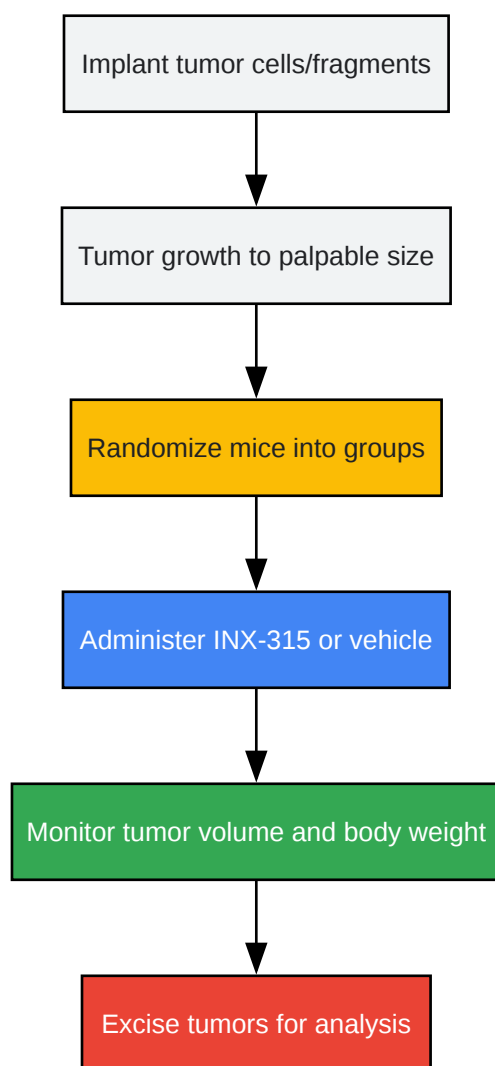 Implant tumor cells/fragments
Tumor growth to palpable size
Randomize mice into groups
Administer INX-315 or vehicle
Monitor tumor volume and body weight
Excise tumors for analysis